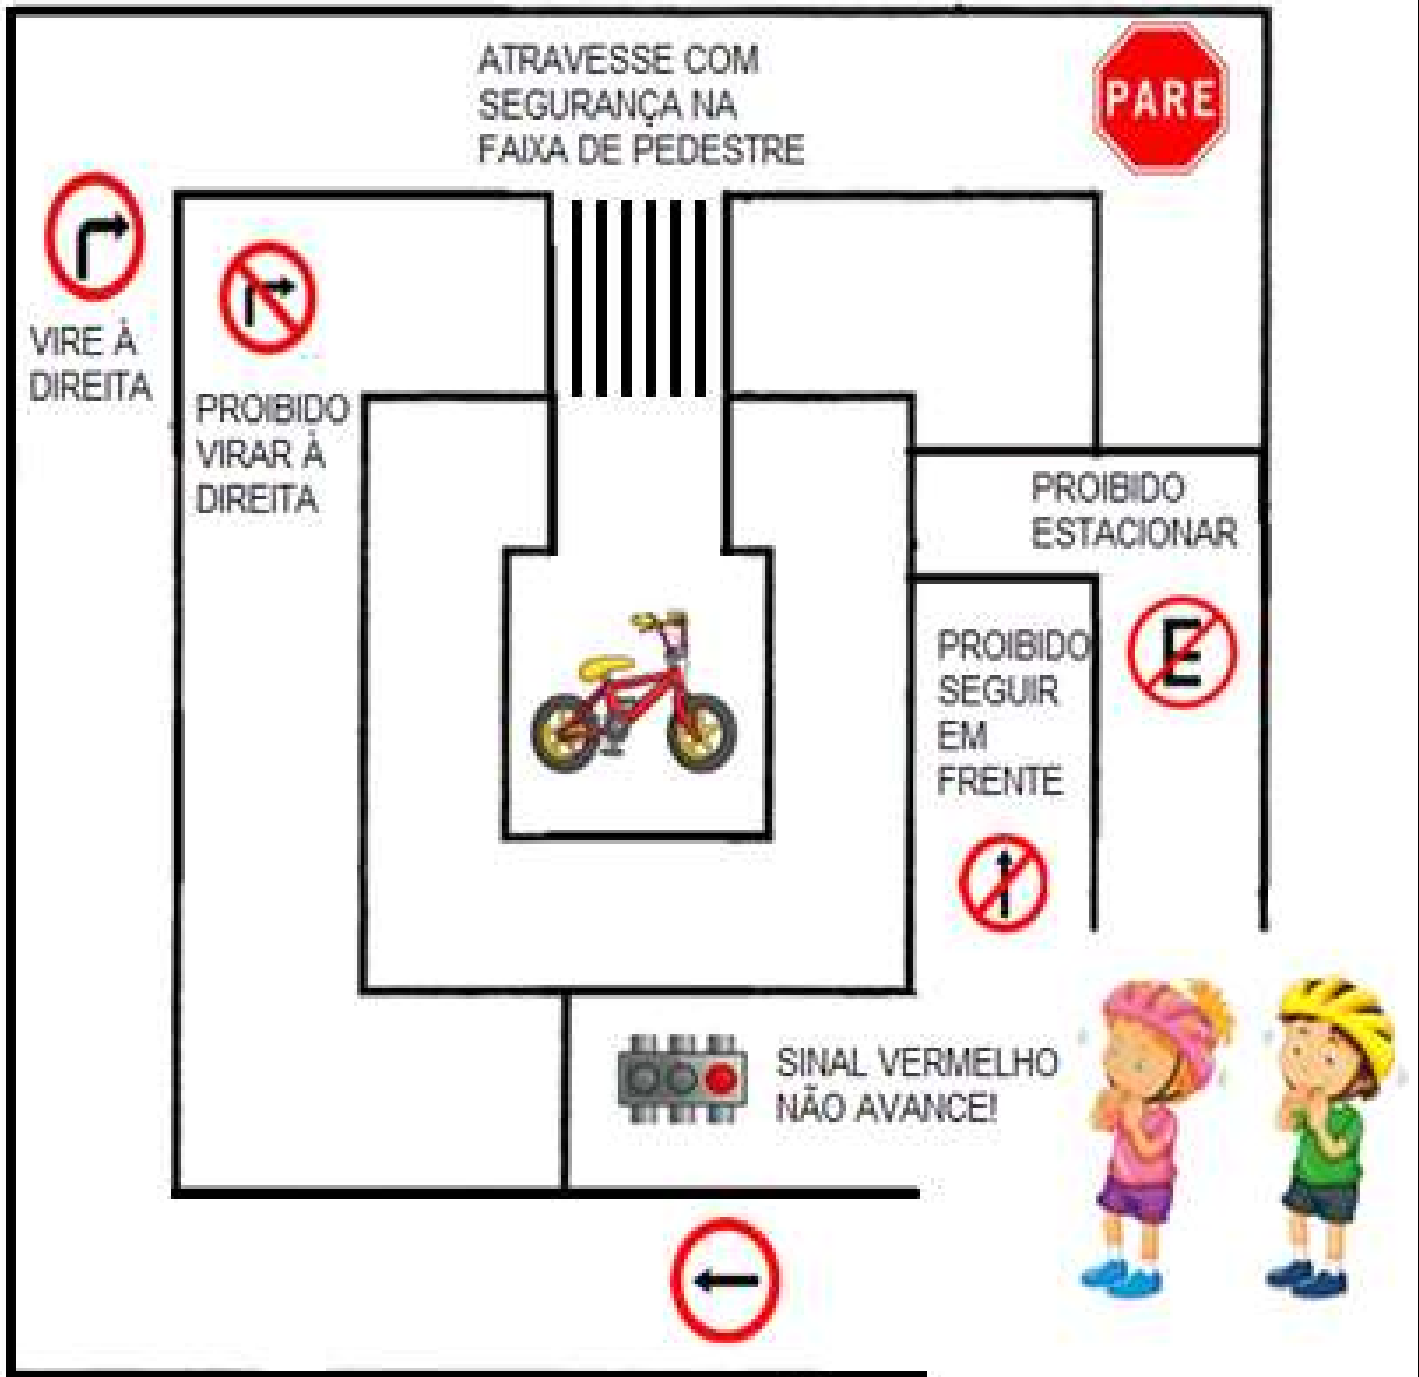 ATRAVESSE COM
SEGURANÇA NA
FAIXA DE PEDESTRE
PARE
VIRE À
DIREITA
PROIBIDO
VIRAR À
DIREITA
PROIBIDO
ESTACIONAR
E
PROIBIDO
SEGUIR
EM
FRENTE
SINAL VERMELHO
NÃO AVANCE!